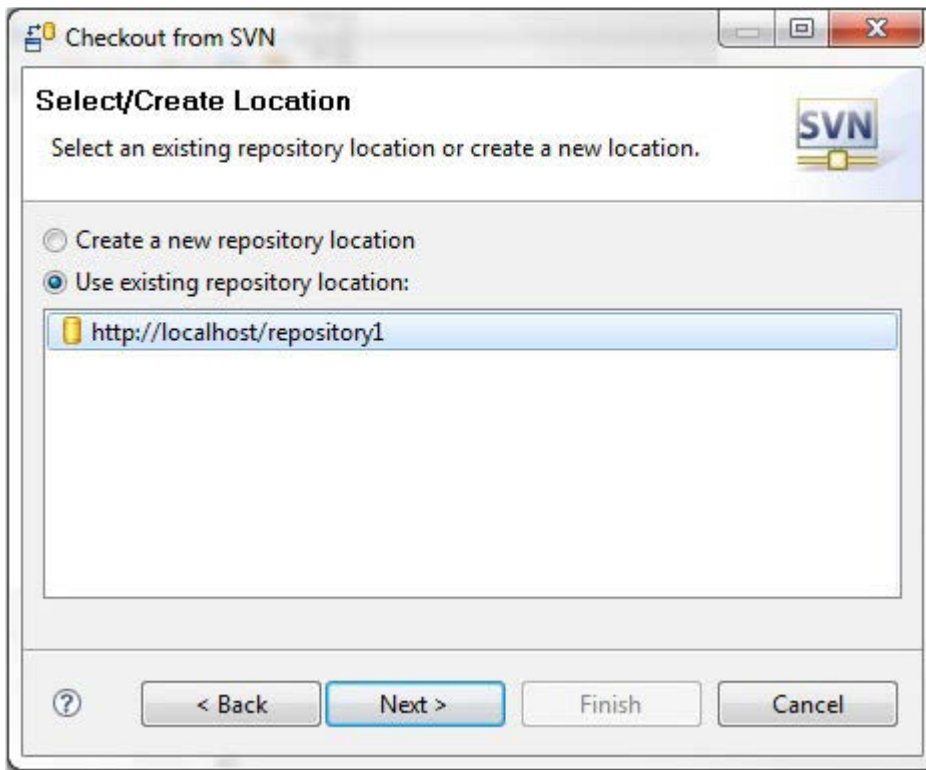 Checkout from SVN
Select/Create Location
Select an existing repository location or create a new location.
SVN
Create a new repository location
Use existing repository location:
http://localhost/repository1
?
< Back
Next >
Finish
Cancel